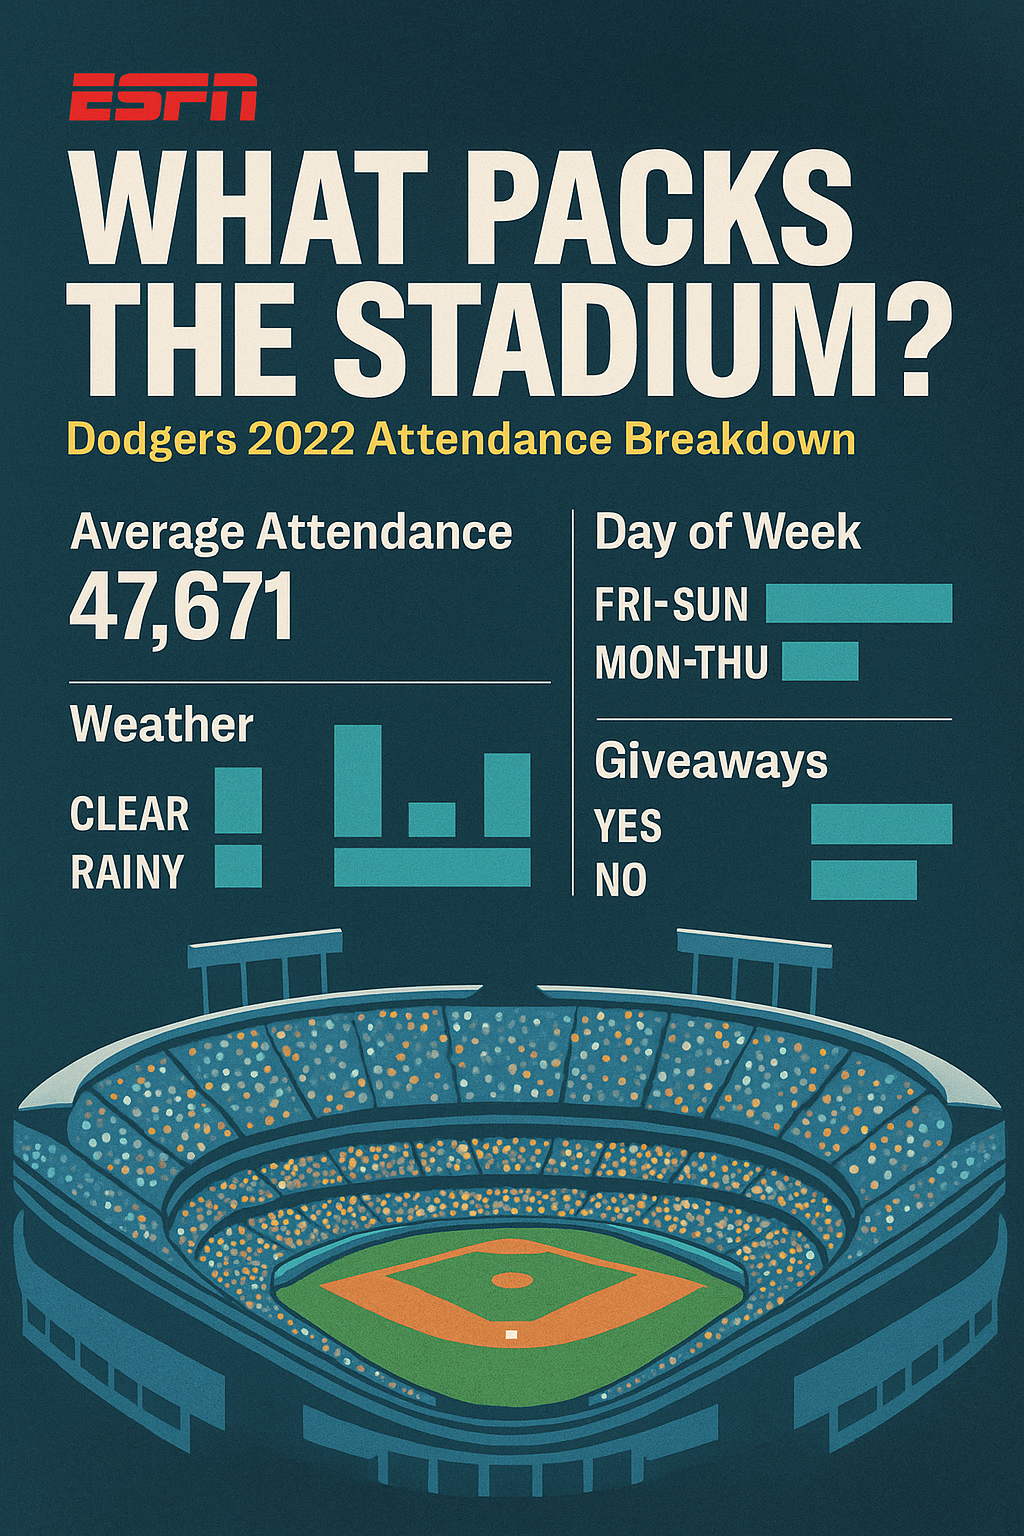 ESPN
WHAT PACKS
THE STADIUM?
Dodgers 2022 Attendance Breakdown
Average Attendance
47,671
Weather
CLEAR
RAINY
Day of Week
FRI-SUN
MON-THU
Giveaways
YES
NO